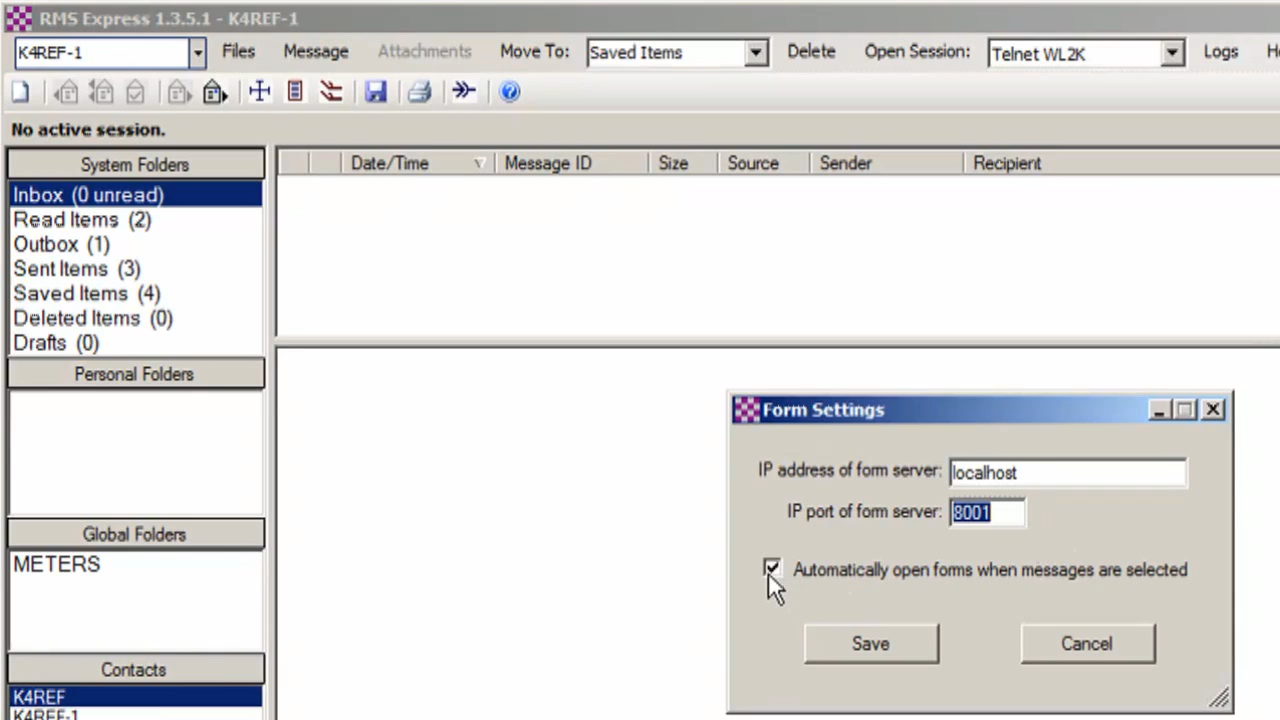 RMS Express 1.3.5.1 - K4REF-1
K4REF-1 Files Message Attachments Move To: Saved Items Delete Open Session: Telnet WL2K Logs
No active session.
System Folders
Date/Time Message ID Size Source Sender Recipient
Inbox (0 unread)
Read Items (2)
Outbox (1)
Sent Items (3)
Saved Items (4)
Deleted Items (0)
Drafts (0)
Personal Folders
Global Folders
METERS
Contacts
K4REF
K4REF-1
Form Settings
IP address of form server: localhost
IP port of form server: 8001
Automatically open forms when messages are selected
Save Cancel